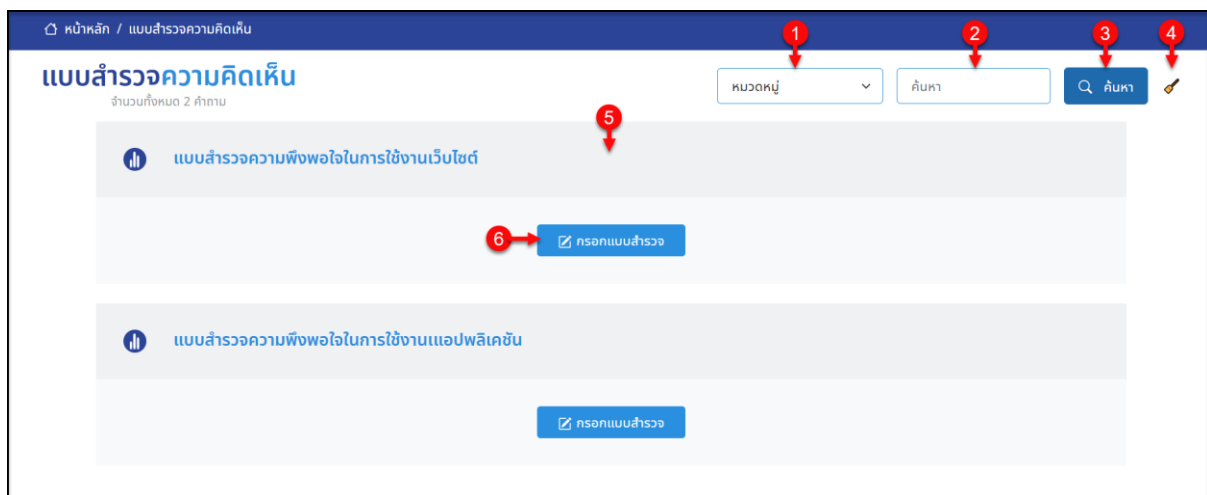 หน้าหลัก / แบบสำรวจความคิดเห็น
1 2 3 4
แบบสำรวจความคิดเห็น
จำนวนทั้งหมด 2 คำถาม
หมวดหมู่ ค้นหา ค้นหา
5
แบบสำรวจความพึงพอใจในการใช้งานเว็บไซต์
6 กรอกแบบสำรวจ
แบบสำรวจความพึงพอใจในการใช้งานแอปพลิเคชัน
กรอกแบบสำรวจ